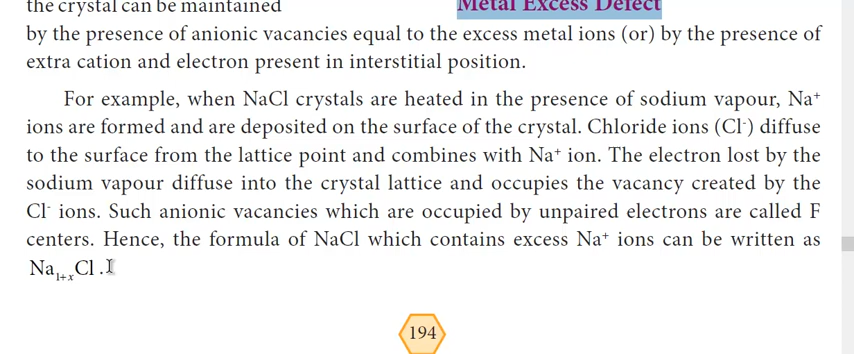 the crystal can be maintained
Metal Excess Defect
by the presence of anionic vacancies equal to the excess metal ions (or) by the presence of
extra cation and electron present in interstitial position.
For example, when NaCl crystals are heated in the presence of sodium vapour, Na⁺
ions are formed and are deposited on the surface of the crystal. Chloride ions (Cl⁻) diffuse
to the surface from the lattice point and combines with Na⁺ ion. The electron lost by the
sodium vapour diffuse into the crystal lattice and occupies the vacancy created by the
Cl⁻ ions. Such anionic vacancies which are occupied by unpaired electrons are called F
centers. Hence, the formula of NaCl which contains excess Na⁺ ions can be written as
Na₁₊ₓCl .
194